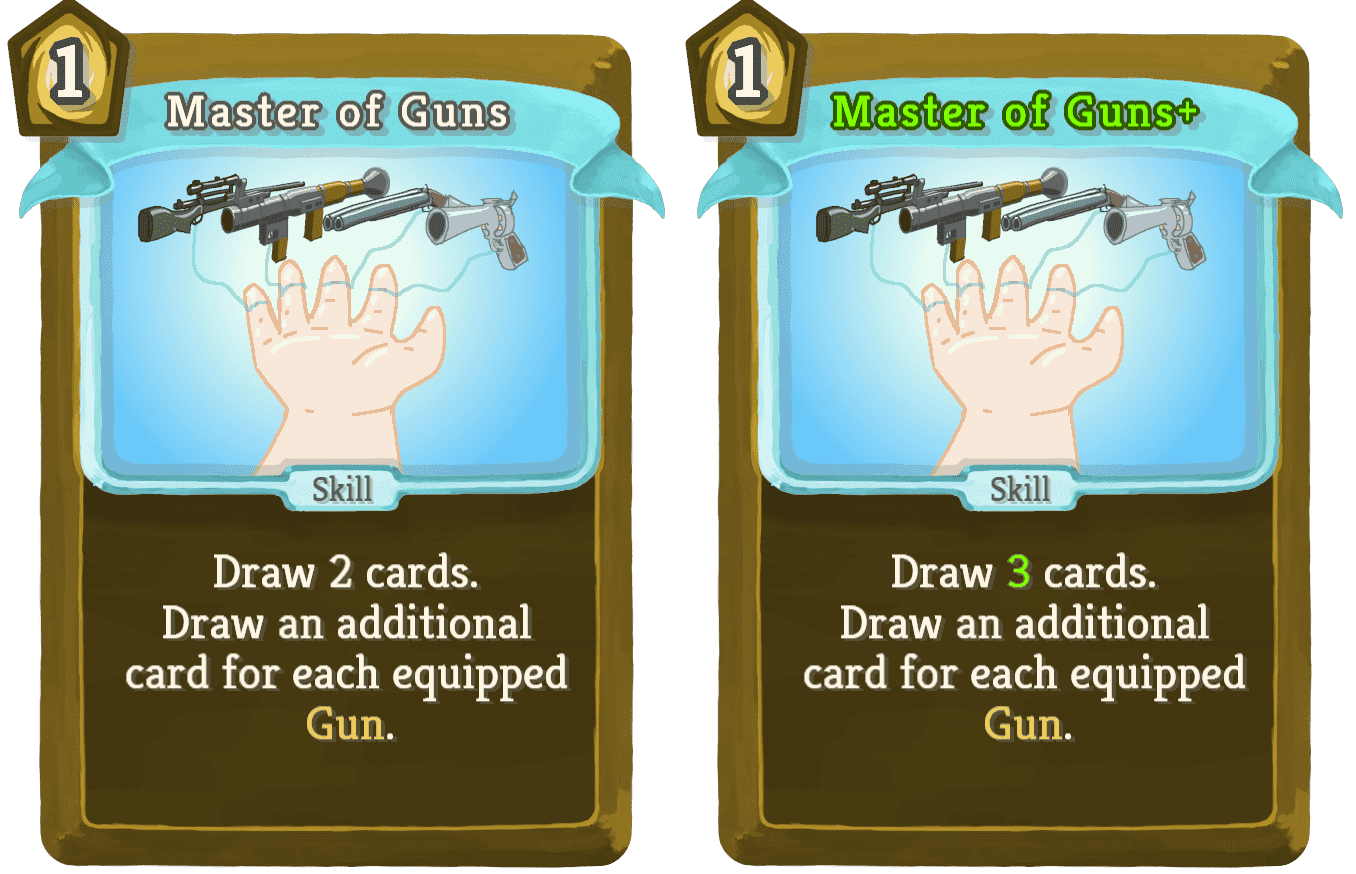 1
Master of Guns
Skill
Draw 2 cards.
Draw an additional
card for each equipped
Gun.
1
Master of Guns+
Skill
Draw 3 cards.
Draw an additional
card for each equipped
Gun.